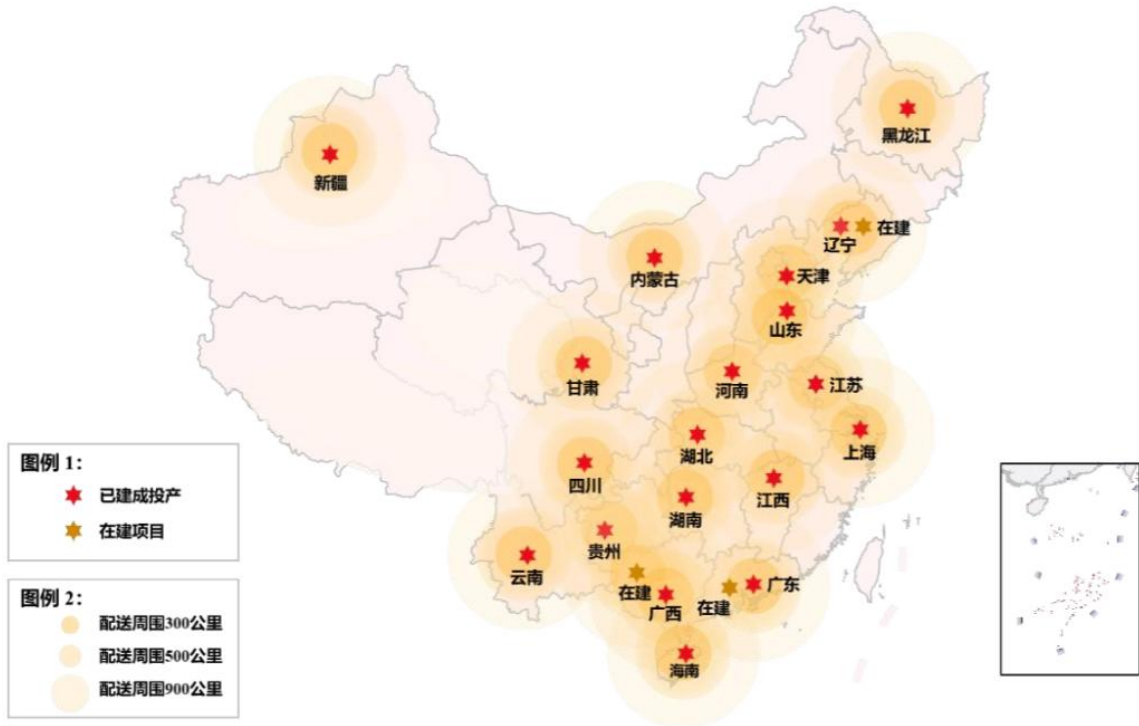 黑龙江
新疆
辽宁
在建
内蒙古
天津
山东
甘肃
河南
江苏
上海
湖北
四川
江西
湖南
贵州
云南
在建
广西
在建
广东
海南
图例 1：
已建成投产
在建项目
图例 2：
配送周围300公里
配送周围500公里
配送周围900公里